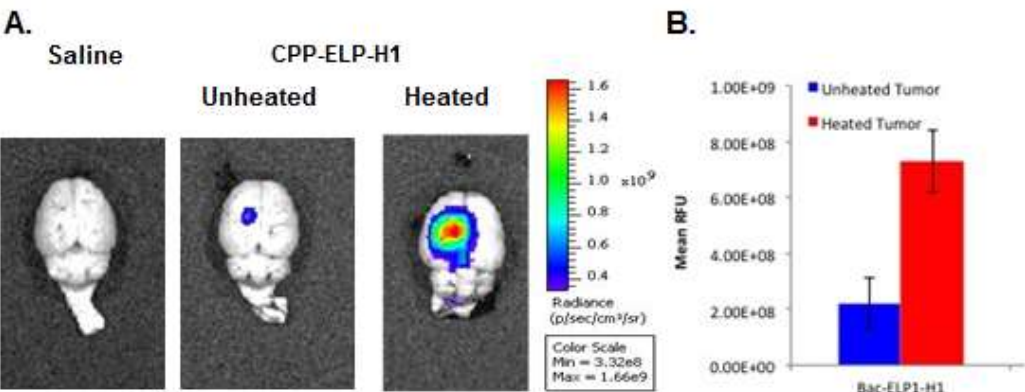 A.
Saline
CPP-ELP-H1
Unheated
Heated
1.6
1.4
1.2
1.0
0.8
0.6
0.4
x10^9
Radiance
(p/sec/cm²/sr)
Color Scale
Min = 3.32e8
Max = 1.66e9
B.
Unheated Tumor
Heated Tumor
1.00E+09
8.00E+08
6.00E+08
4.00E+08
2.00E+08
0.00E+00
Mean RFU
Bac-ELP1-H1